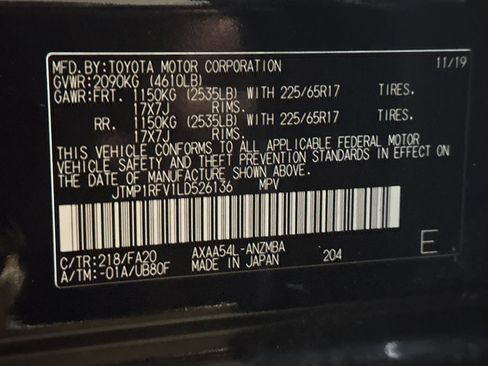 MFD. BY: TOYOTA MOTOR CORPORATION 11/19
GVWR: 2090KG (4610LB)
GAWR: FRT. 1150KG (2535LB) WITH 225/65R17 TIRES.
17X7J RIMS.
RR. 1150KG (2535LB) WITH 225/65R17 TIRES.
17X7J RIMS.
THIS VEHICLE CONFORMS TO ALL APPLICABLE FEDERAL MOTOR
VEHICLE SAFETY AND THEFT PREVENTION STANDARDS IN EFFECT ON
THE DATE OF MANUFACTURE SHOWN ABOVE.
JTMP1RFV1LD526136 MPV
C/TR: 218/FA20 AXAA54L-ANZMBA
A/TM: -01A/UB80F MADE IN JAPAN 204 E